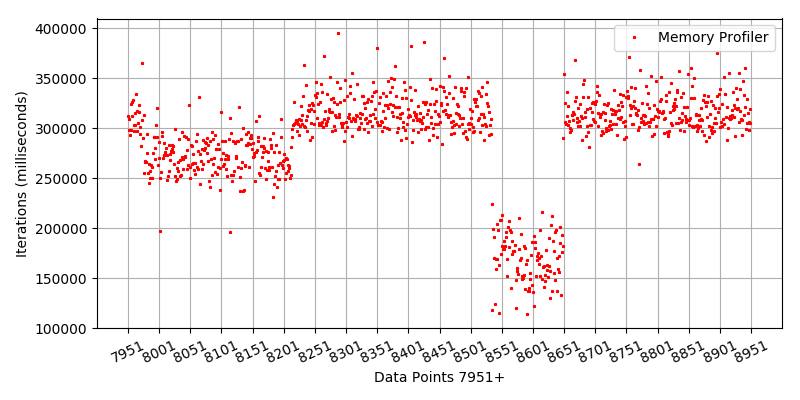 400000
350000
300000
250000
200000
150000
100000
Iterations (milliseconds)
Memory Profiler
7951 8001 8051 8101 8151 8201 8251 8301 8351 8401 8451 8501 8551 8601 8651 8701 8751 8801 8851 8901 8951
Data Points 7951+